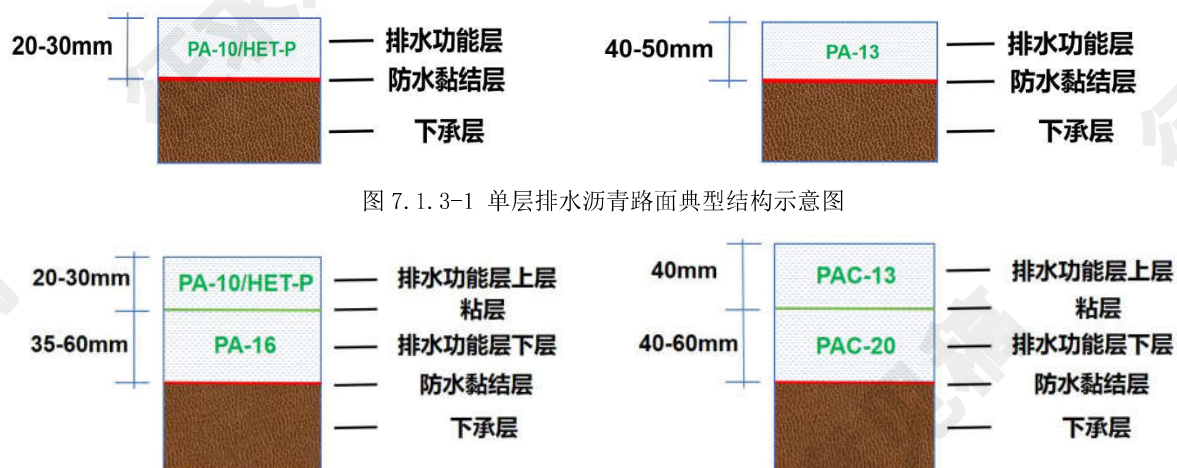 20-30mm
PA-10/HET-P
排水功能层
防水黏结层
下承层
40-50mm
PA-13
排水功能层
防水黏结层
下承层
图 7.1.3-1 单层排水沥青路面典型结构示意图
20-30mm
PA-10/HET-P
排水功能层上层
粘层
35-60mm
PA-16
排水功能层下层
防水黏结层
下承层
40mm
PAC-13
排水功能层上层
粘层
40-60mm
PAC-20
排水功能层下层
防水黏结层
下承层